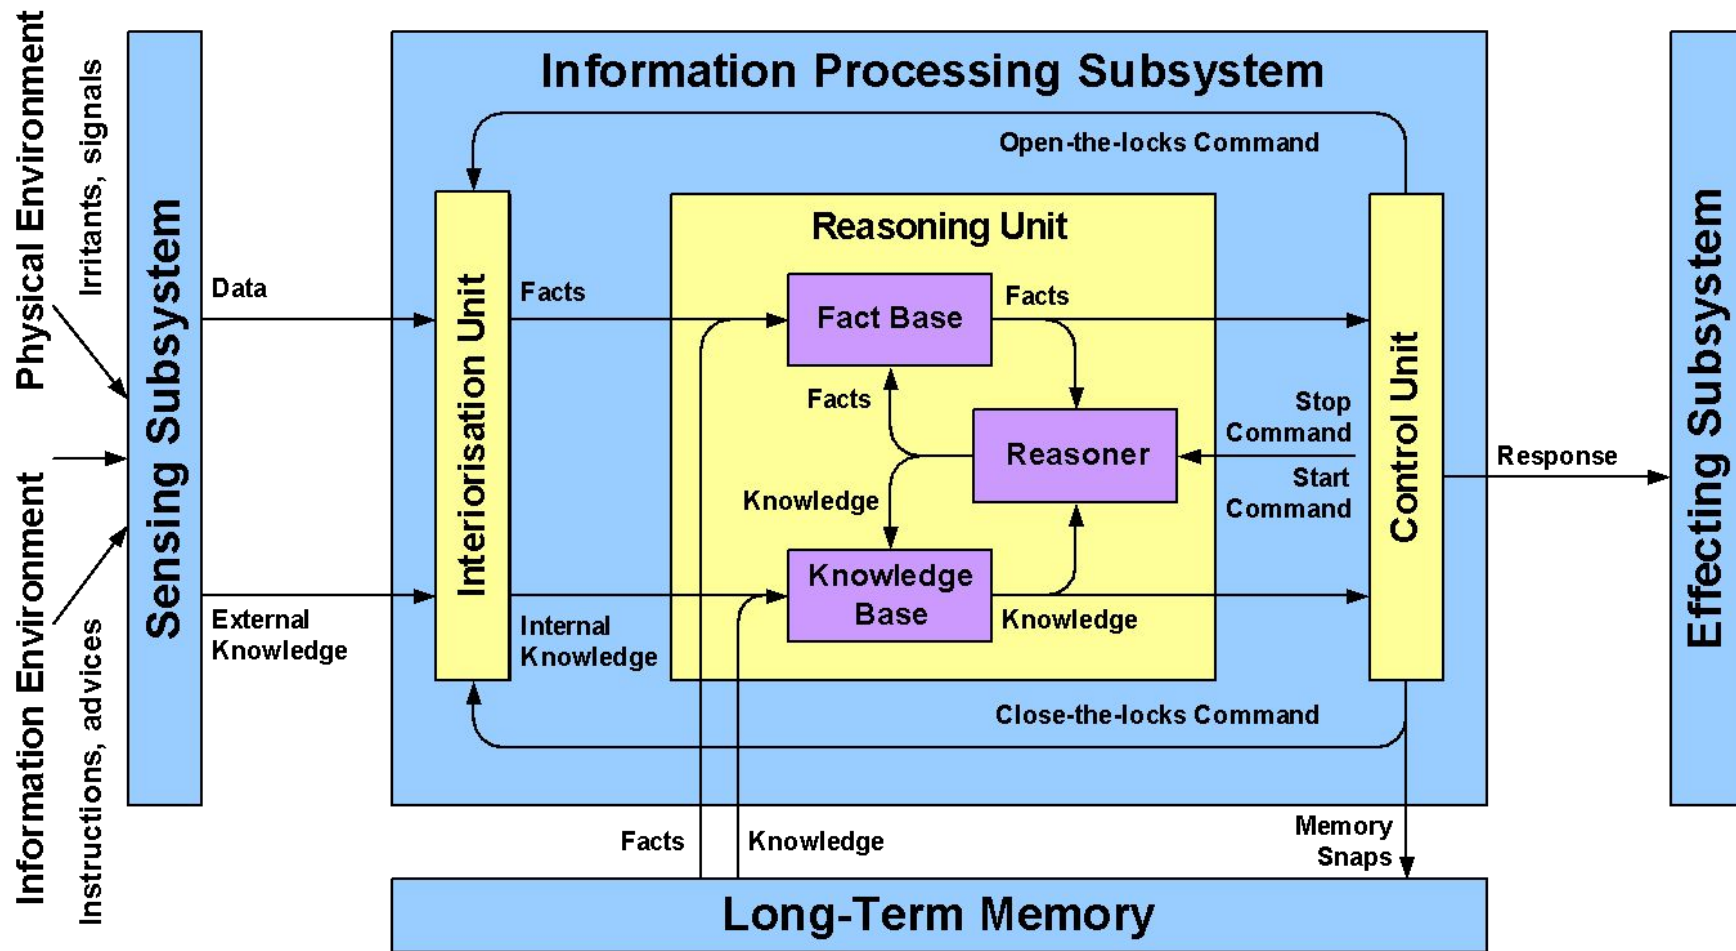 Physical Environment
Irritants, signals
Information Environment
Instructions, advices
Sensing Subsystem
Data
External
Knowledge
Information Processing Subsystem
Open-the-locks Command
Interiorisation Unit
Facts
Internal
Knowledge
Reasoning Unit
Fact Base
Facts
Facts
Reasoner
Knowledge
Knowledge
Base
Knowledge
Stop
Command
Start
Command
Control Unit
Close-the-locks Command
Response
Effecting Subsystem
Facts
Knowledge
Memory
Snaps
Long-Term Memory